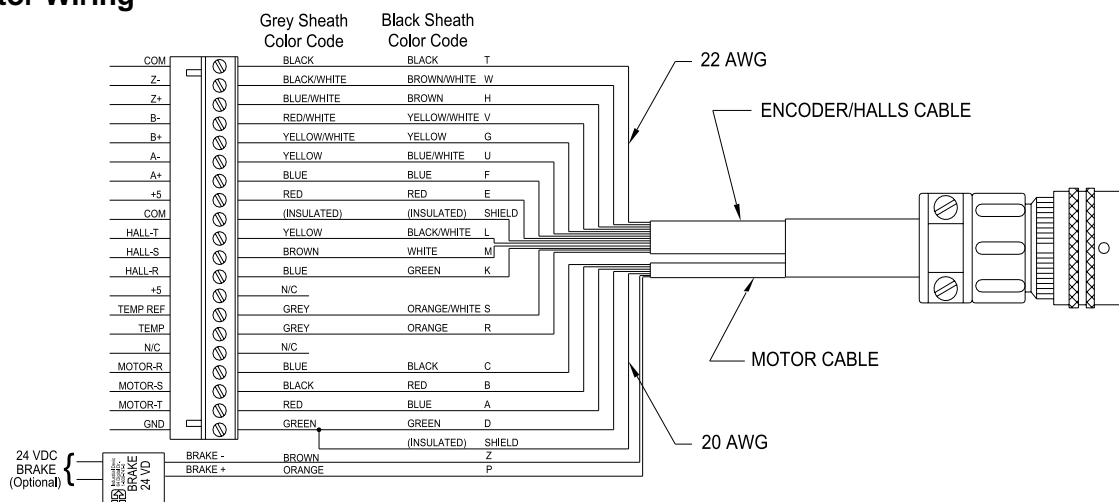 tor Wiring
Grey Sheath Black Sheath
Color Code Color Code
COM BLACK BLACK T
Z- BLACK/WHITE BROWN/WHITE W
Z+ BLUE/WHITE BROWN H
B- RED/WHITE YELLOW/WHITE V
B+ YELLOW/WHITE YELLOW G
A- YELLOW BLUE/WHITE U
A+ BLUE BLUE F
+5 RED RED E
COM (INSULATED) (INSULATED) SHIELD
HALL-T YELLOW BLACK/WHITE L
HALL-S BROWN WHITE M
HALL-R BLUE GREEN K
+5 N/C
TEMP REF GREY ORANGE/WHITE S
TEMP GREY ORANGE R
N/C N/C
MOTOR-R BLUE BLACK C
MOTOR-S BLACK RED B
MOTOR-T RED BLUE A
GND GREEN GREEN D
(INSULATED) SHIELD
BRAKE - BROWN Z
BRAKE + ORANGE P
24 VDC
BRAKE
(Optional)
BRAKE
24 VD
22 AWG
ENCODER/HALLS CABLE
MOTOR CABLE
20 AWG